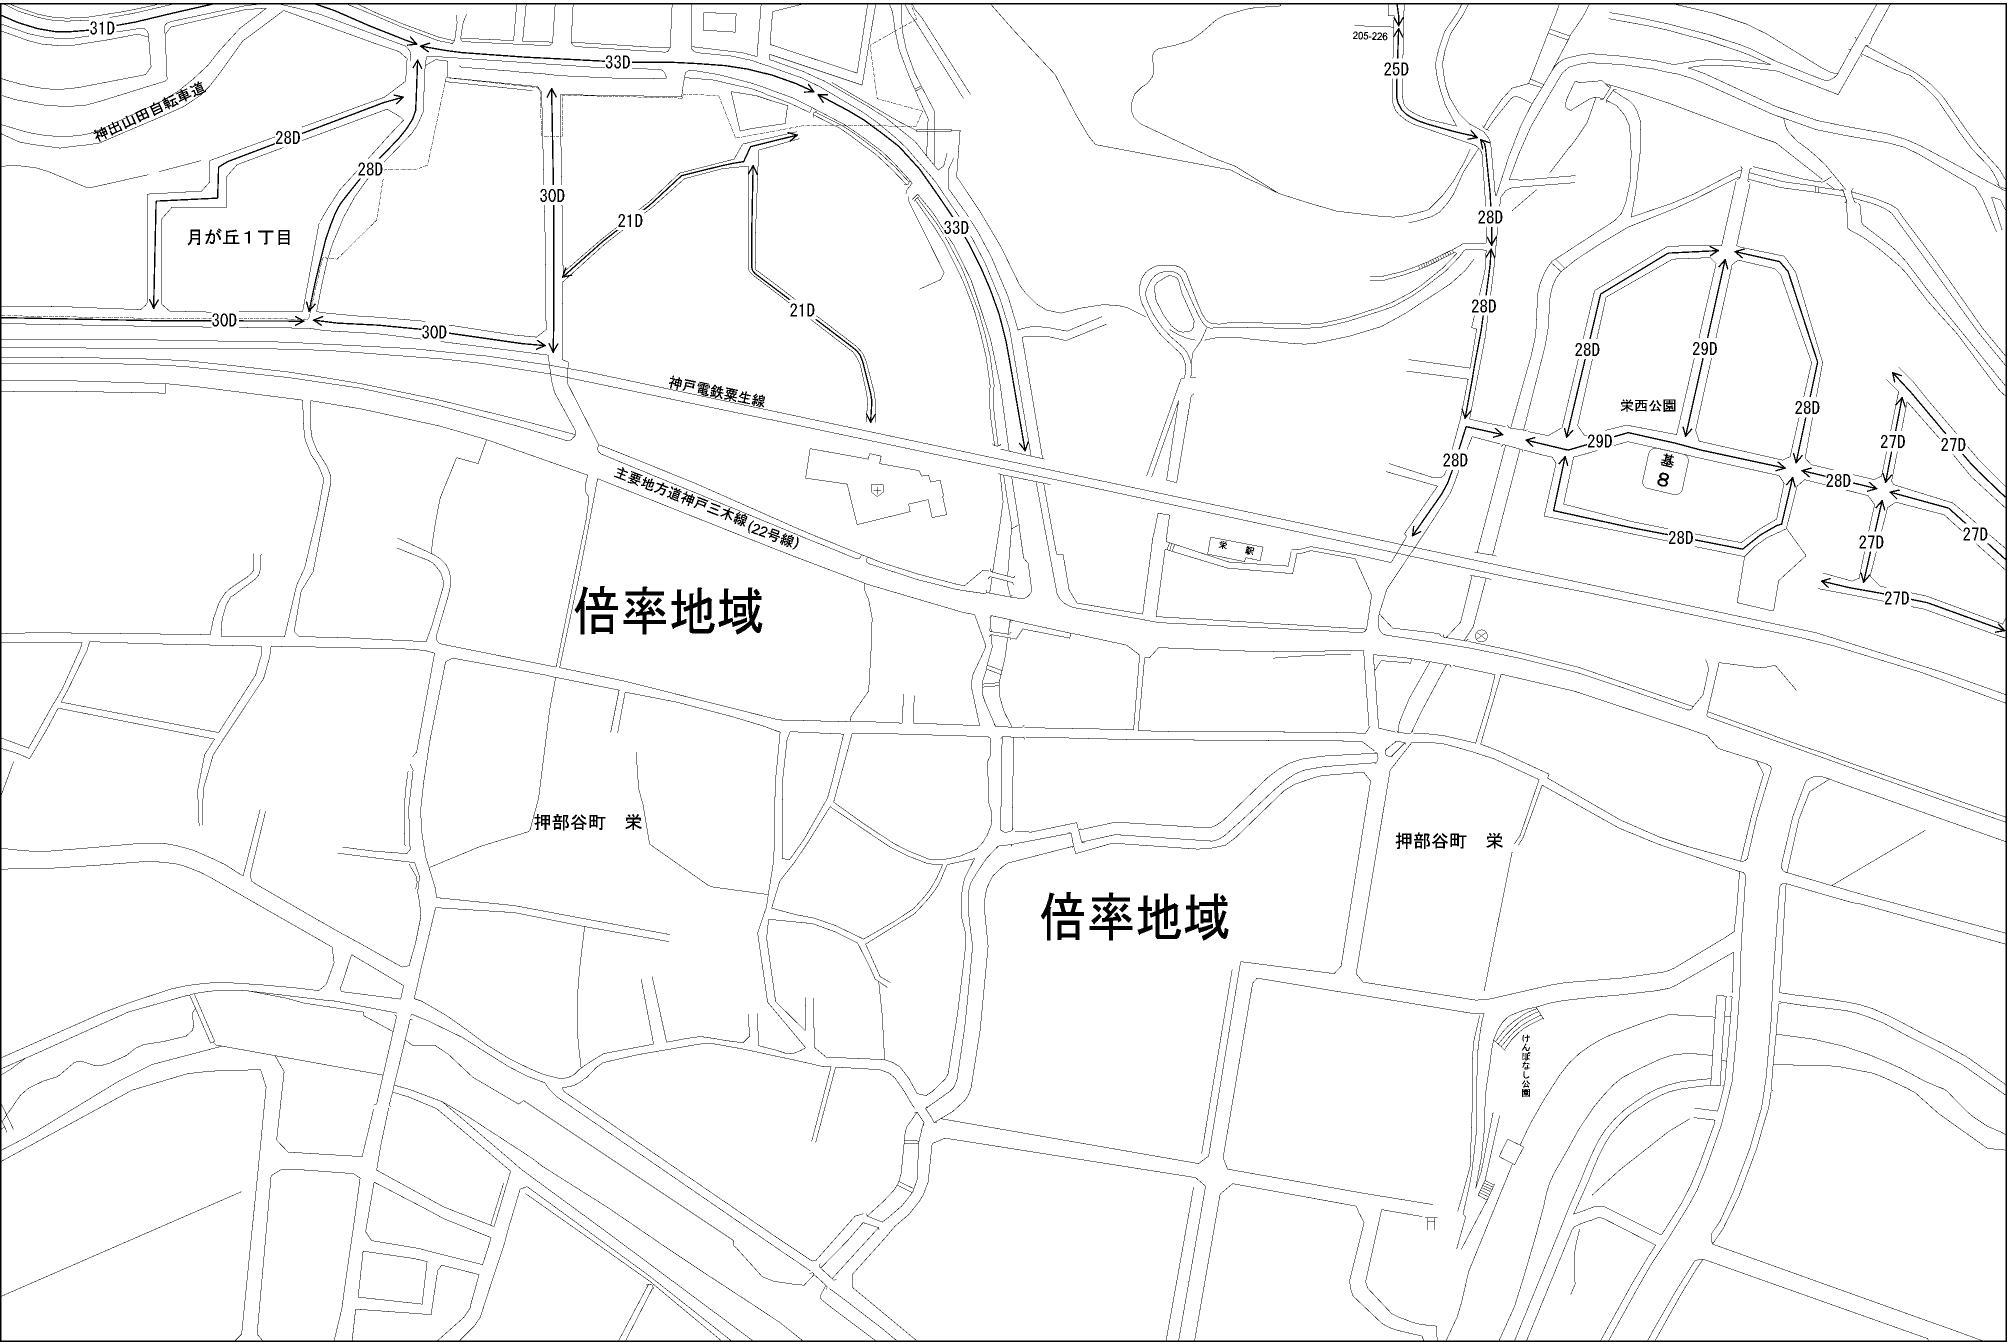 31D
33D
205-226
25D
神出山田自転車道
28D
28D
30D
21D
33D
28D
月が丘１丁目
21D
28D
30D
30D
28D
29D
神戸電鉄粟生線
栄西公園
28D
29D
27D
27D
28D
基
8
28D
主要地方道神戸三木線(22号線)
28D
27D
27D
栄　駅
27D
倍率地域
押部谷町　栄
押部谷町　栄
倍率地域
けんぽなし公園